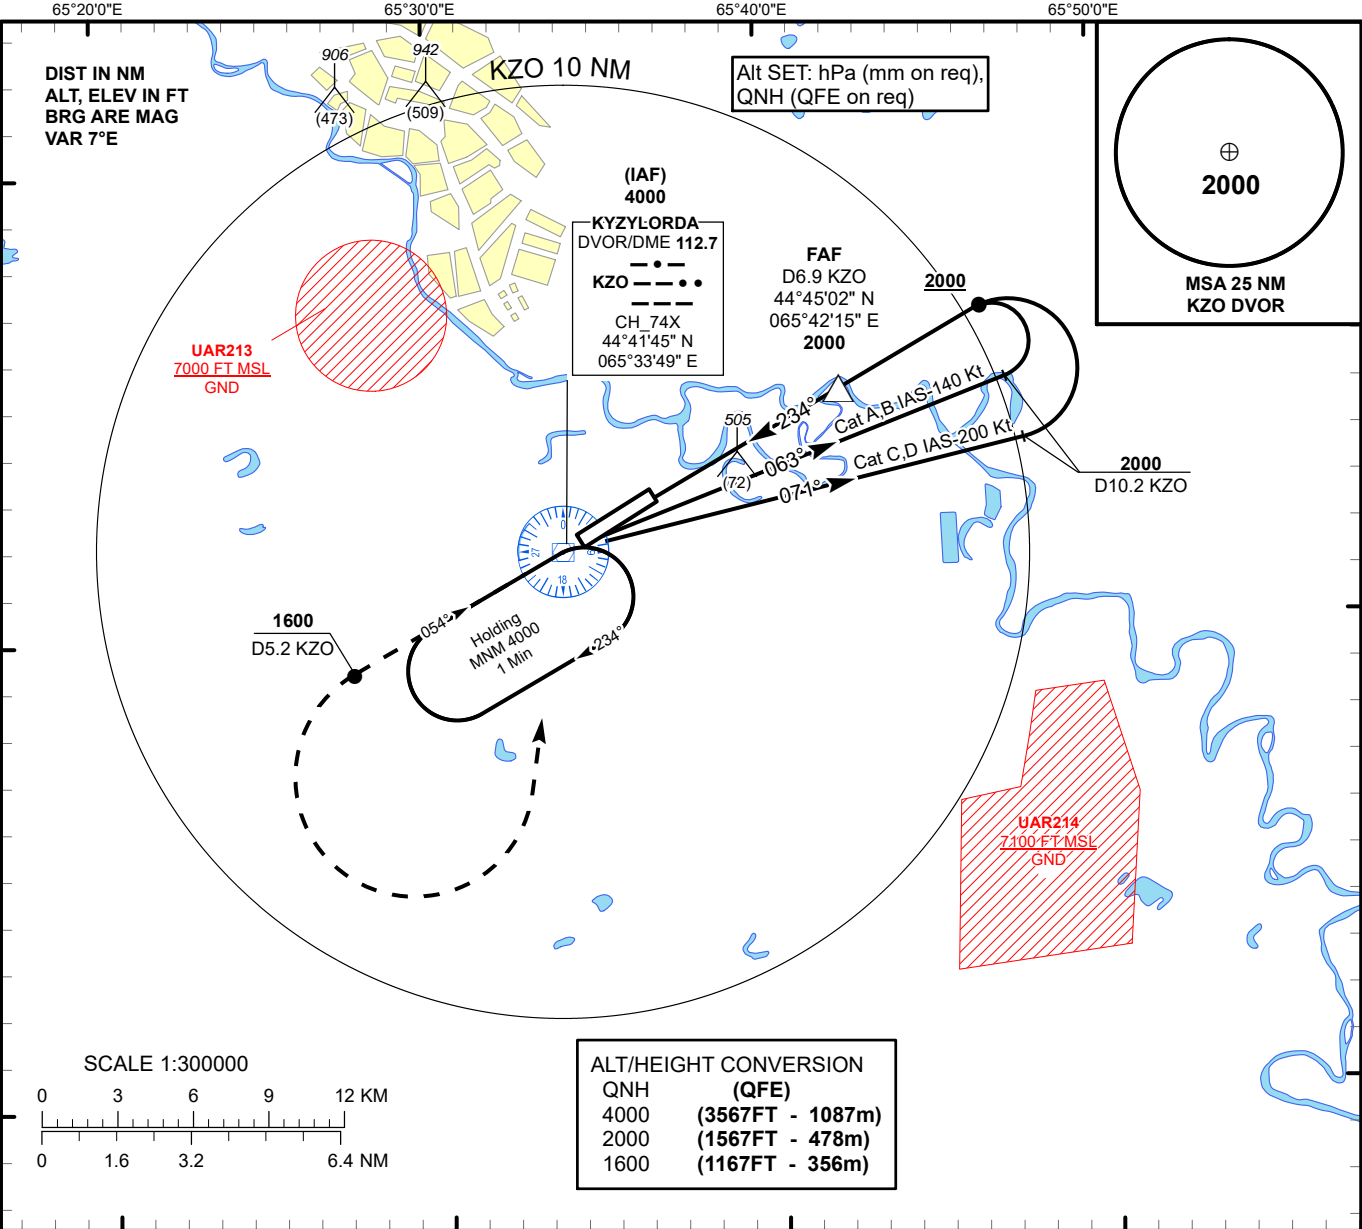 65°20'0"E
65°30'0"E
65°40'0"E
65°50'0"E
DIST IN NM
ALT, ELEV IN FT
BRG ARE MAG
VAR 7°E
906
(473)
942
(509)
KZO 10 NM
Alt SET: hPa (mm on req),
QNH (QFE on req)
2000
MSA 25 NM
KZO DVOR
(IAF)
4000
KYZYLORDA
DVOR/DME 112.7
KZO
CH_74X
44°41'45" N
065°33'49" E
FAF
D6.9 KZO
44°45'02" N
065°42'15" E
2000
2000
UAR213
7000 FT MSL
GND
234°
Cat A,B IAS-140 Kt
063°
Cat C,D IAS-200 Kt
071°
505
(72)
2000
D10.2 KZO
0
27
9
18
1600
D5.2 KZO
054°
Holding
MNM 4000
1 Min
234°
UAR214
7100 FT MSL
GND
SCALE 1:300000
0 3 6 9 12 KM
0 1.6 3.2 6.4 NM
ALT/HEIGHT CONVERSION
QNH (QFE)
4000 (3567FT - 1087m)
2000 (1567FT - 478m)
1600 (1167FT - 356m)